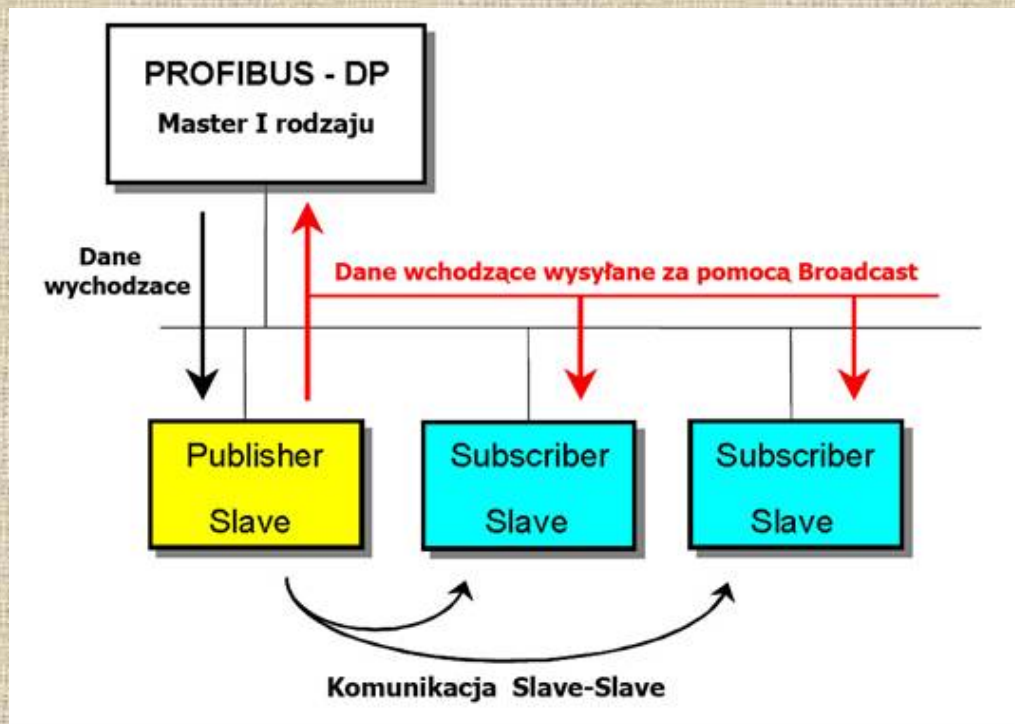 PROFIBUS - DP
Master I rodzaju
Dane
wychodzace
Dane wchodzące wysyłane za pomocą Broadcast
Publisher
Slave
Subscriber
Slave
Subscriber
Slave
Komunikacja Slave-Slave